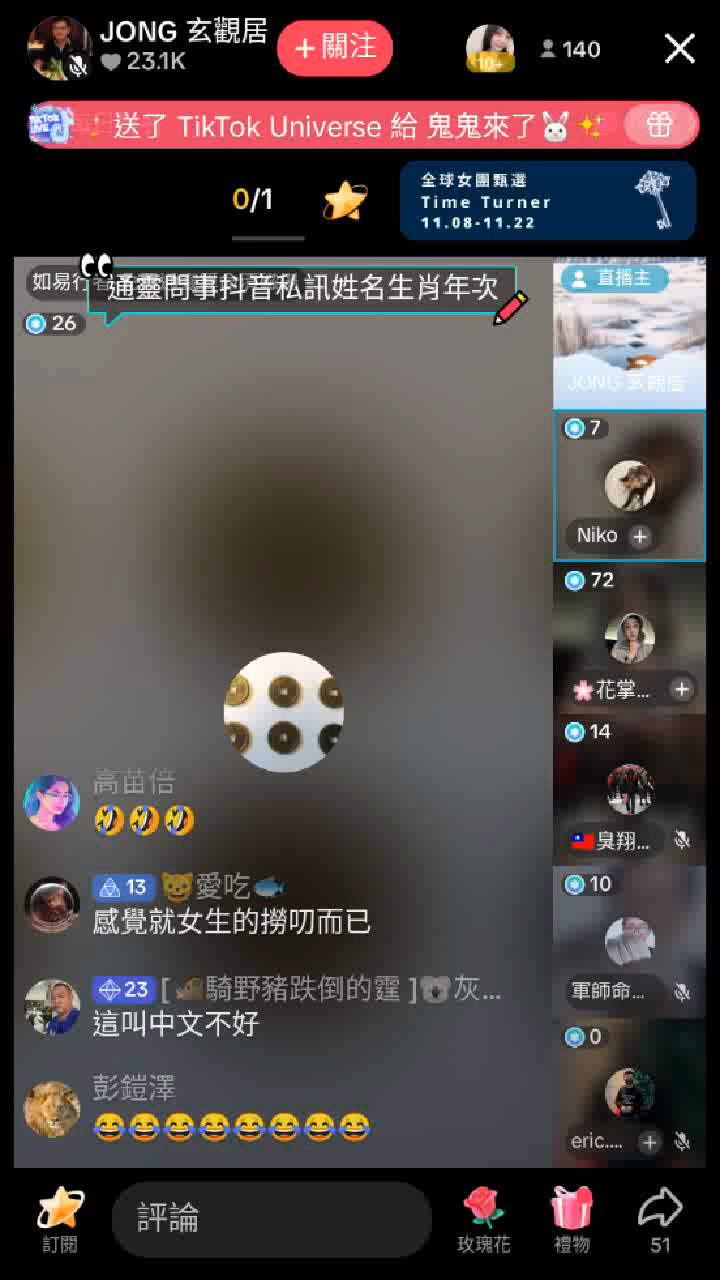 JONG 玄觀居
23.1K
+關注
10+
140
送了 TikTok Universe 給 鬼鬼來了
0/1
全球女團甄選
Time Turner
11.08-11.22
如易行者
通靈問事抖音私訊姓名生肖年次
26
直播主
JONG 玄觀居
7
Niko
72
花掌...
14
臭翔...
10
軍師命...
0
eric....
高苗倍
🤣🤣🤣
13 😺愛吃🐟
感覺就女生的撈叨而已
23 [🐗騎野豬跌倒的霆 ]🐨灰...
這叫中文不好
彭鎧澤
😂😂😂😂😂😂😂😂
訂閱
評論
玫瑰花
禮物
51